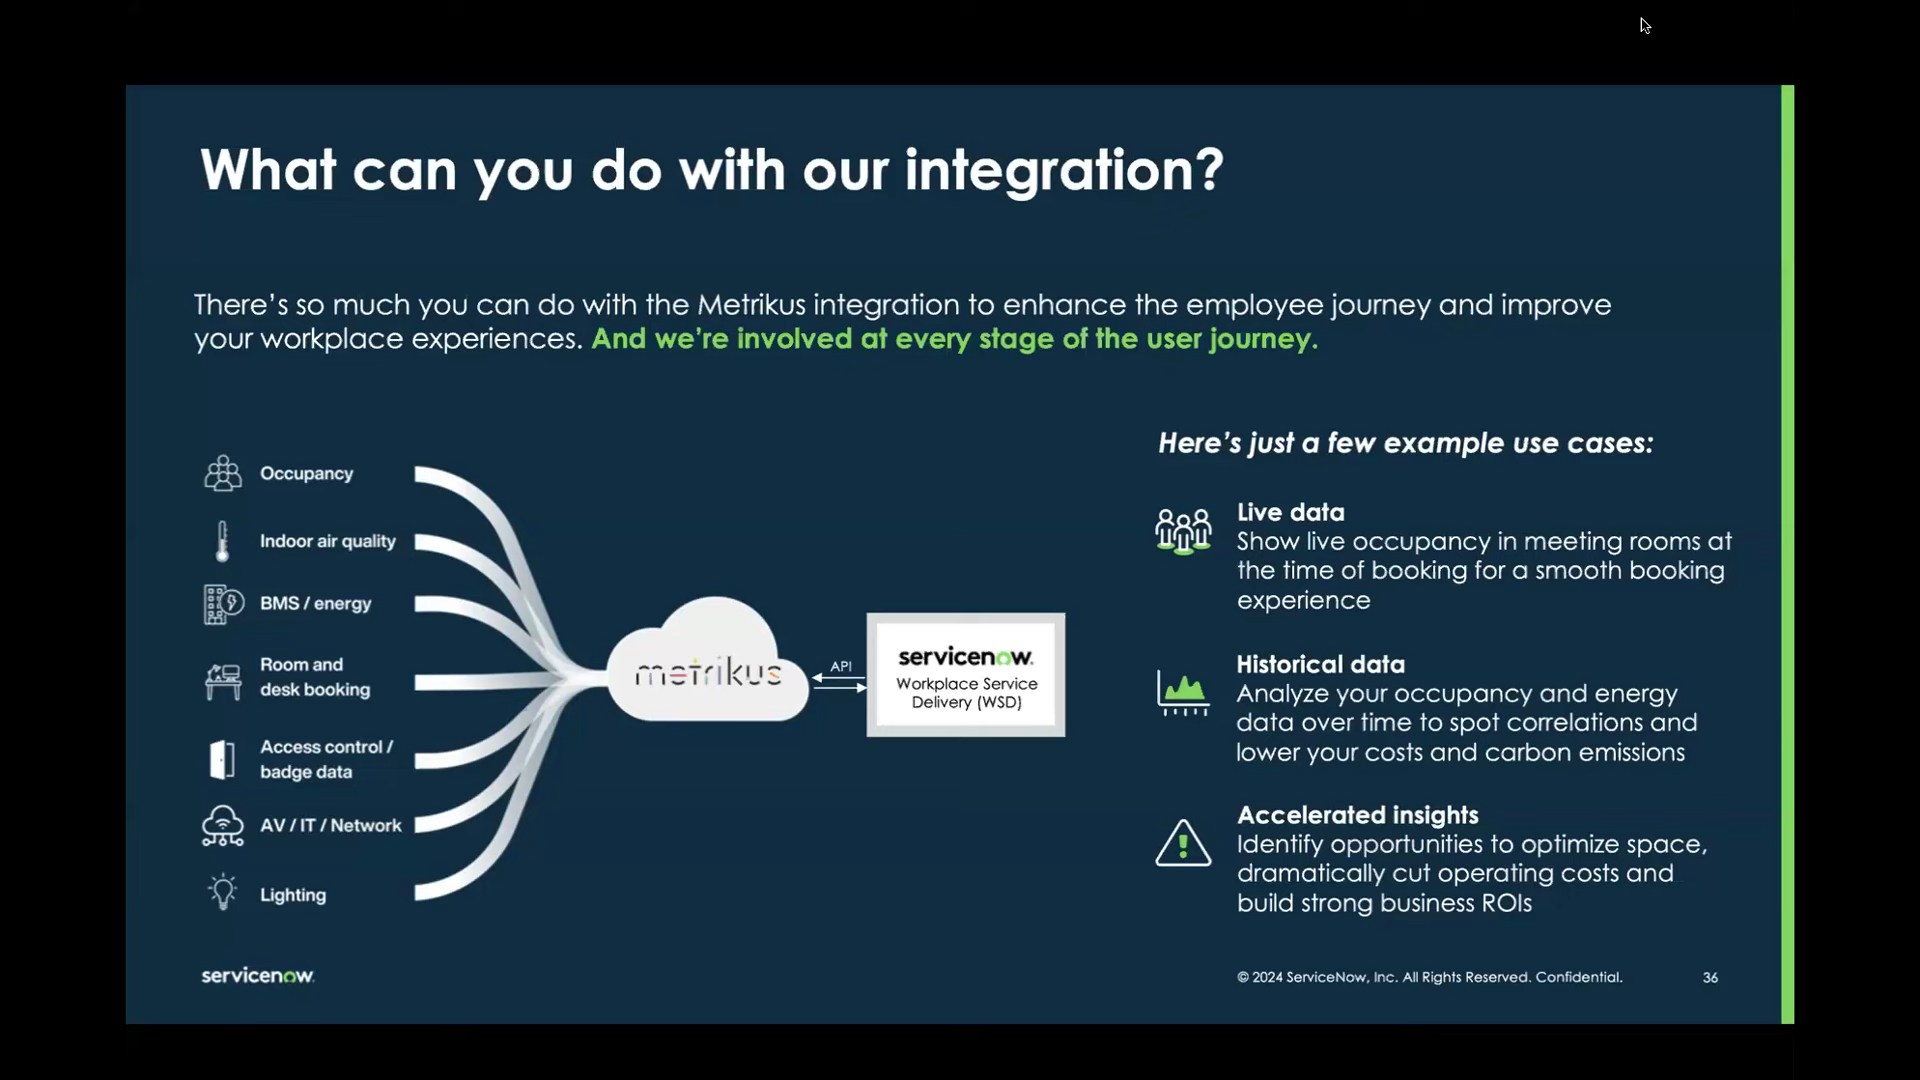 What can you do with our integration?
There's so much you can do with the Metrikus integration to enhance the employee journey and improve
your workplace experiences. And we're involved at every stage of the user journey.
Occupancy
Indoor air quality
BMS / energy
Room and
desk booking
Access control /
badge data
AV / IT / Network
Lighting
metrikus
API
servicenow.
Workplace Service
Delivery (WSD)
Here's just a few example use cases:
Live data
Show live occupancy in meeting rooms at
the time of booking for a smooth booking
experience
Historical data
Analyze your occupancy and energy
data over time to spot correlations and
lower your costs and carbon emissions
Accelerated insights
Identify opportunities to optimize space,
dramatically cut operating costs and
build strong business ROIs
servicenow.
© 2024 ServiceNow, Inc. All Rights Reserved. Confidential.
36